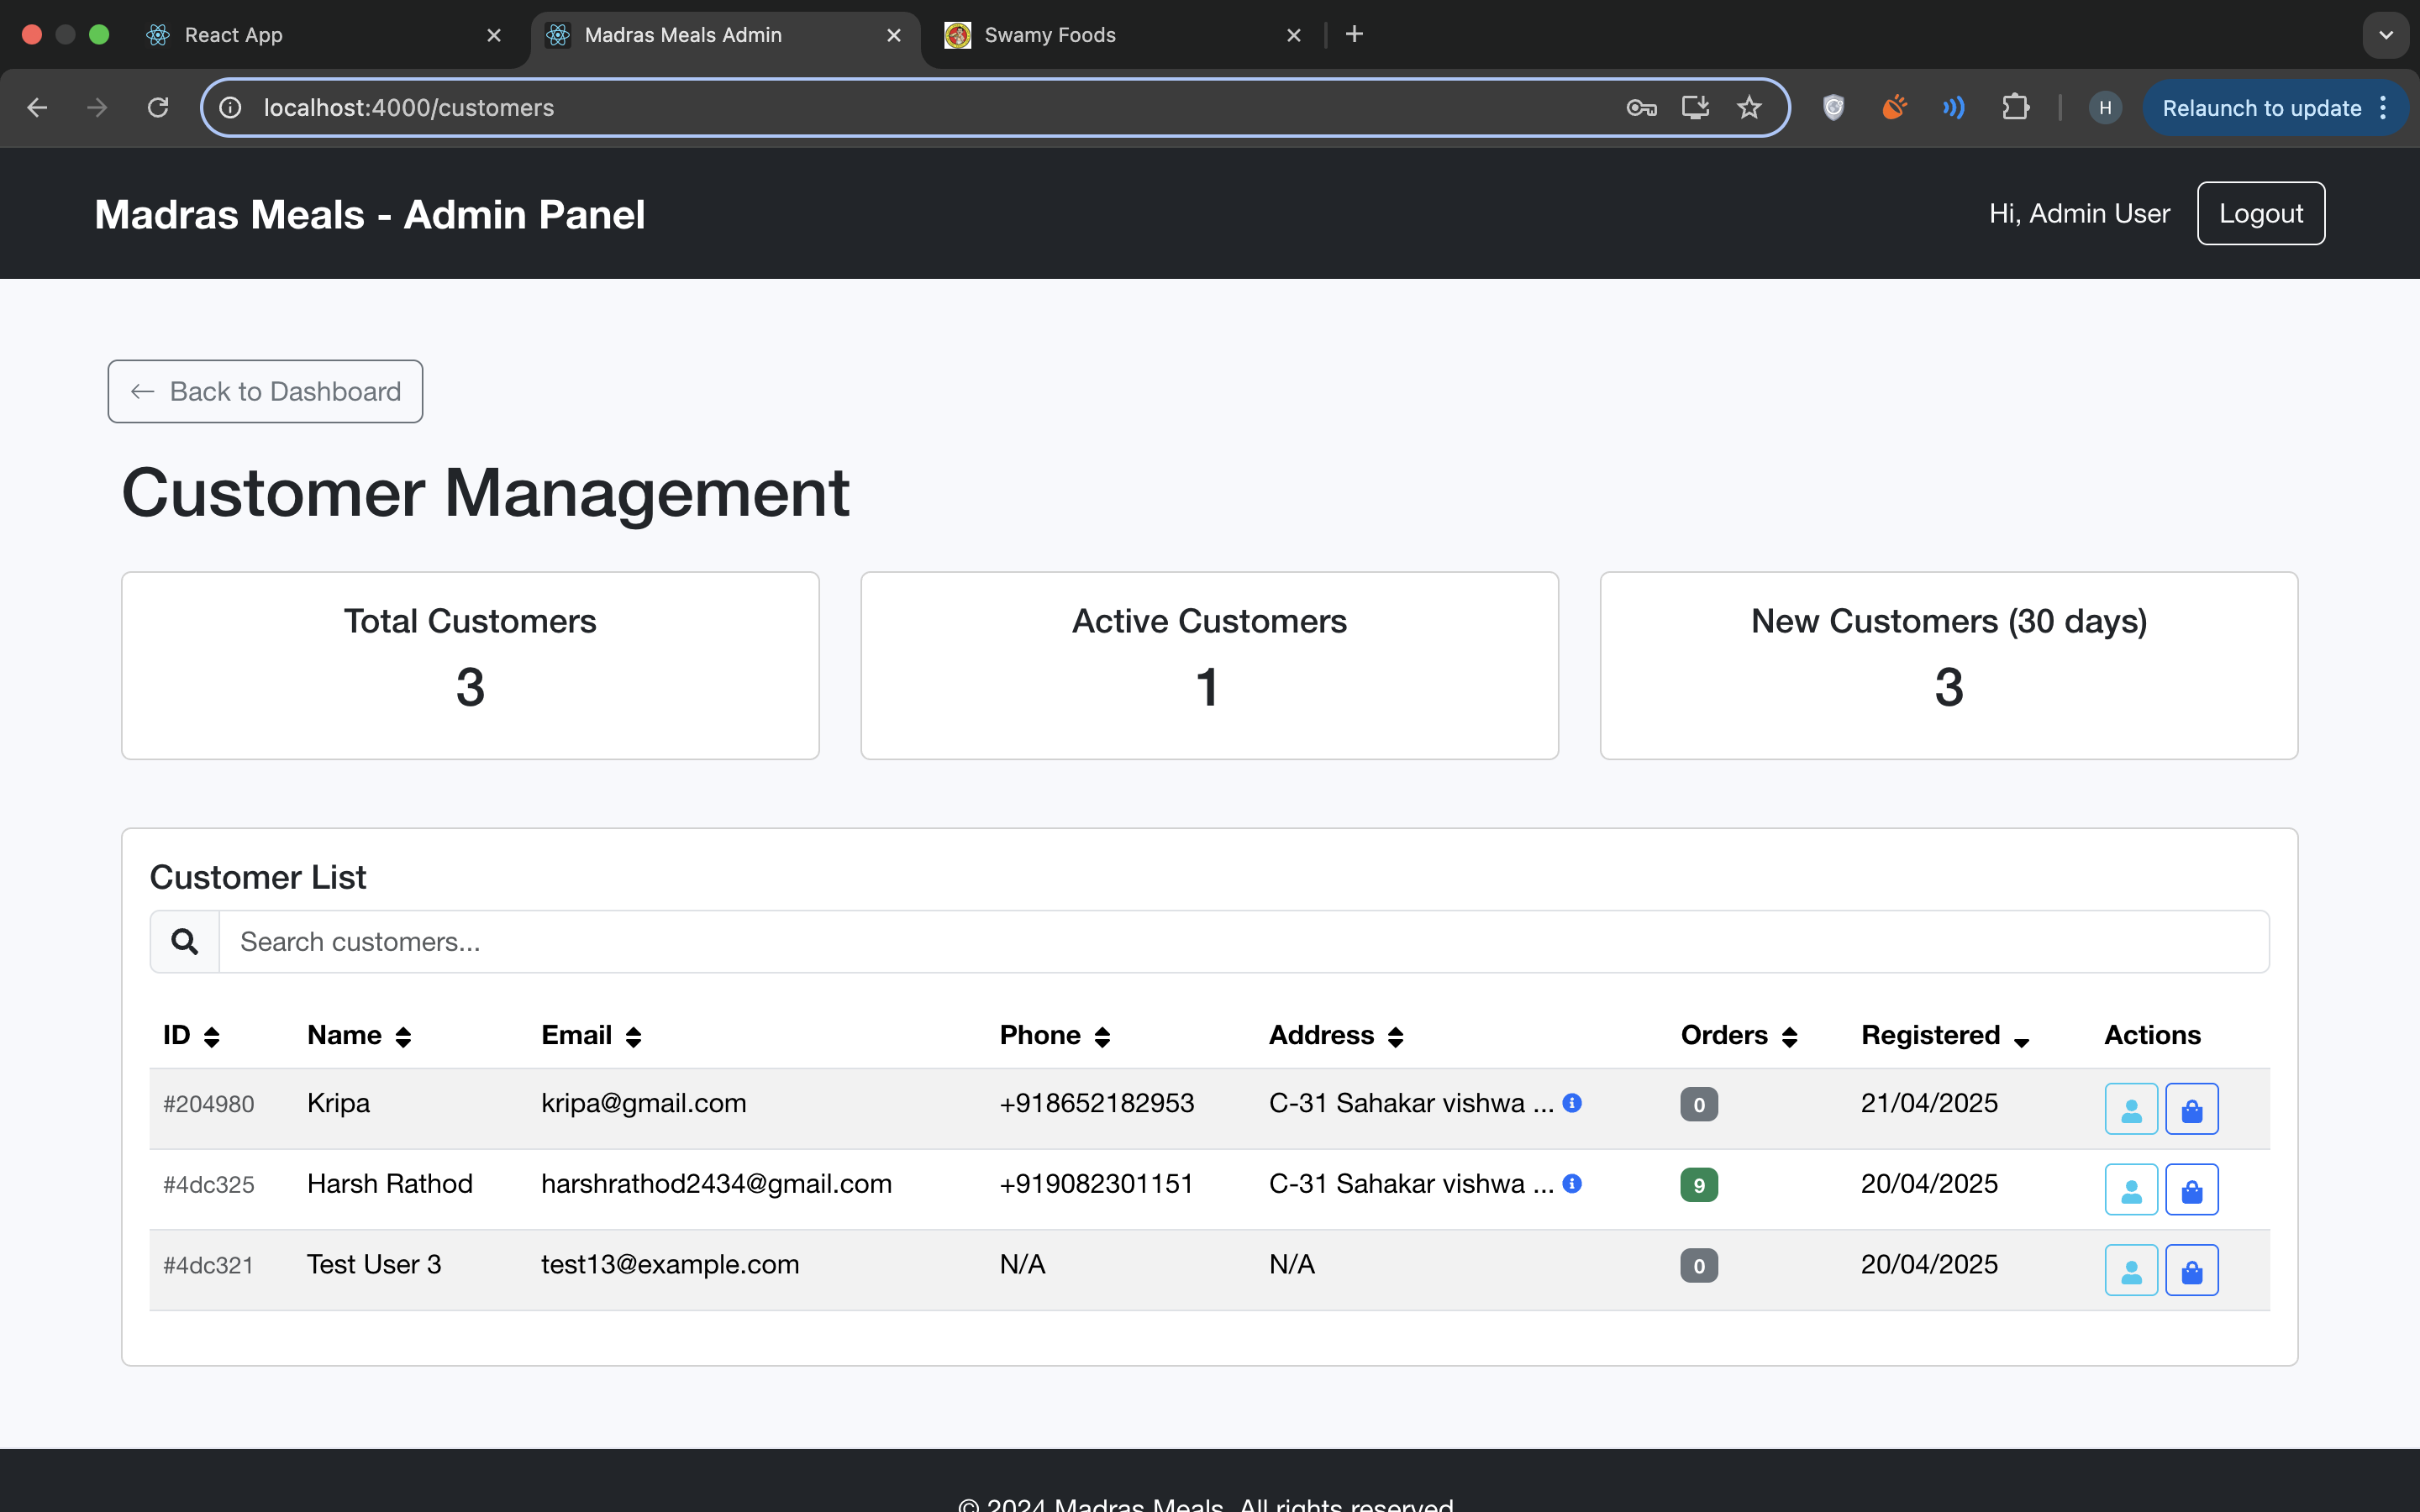 React App
Madras Meals Admin
Swamy Foods
localhost:4000/customers
H
Relaunch to update
Madras Meals - Admin Panel
Hi, Admin User
Logout
← Back to Dashboard
Customer Management
Total Customers
3
Active Customers
1
New Customers (30 days)
3
Customer List
Search customers...
ID Name Email Phone Address Orders Registered Actions
#204980 Kripa kripa@gmail.com +918652182953 C-31 Sahakar vishwa ... 0 21/04/2025
#4dc325 Harsh Rathod harshrathod2434@gmail.com +919082301151 C-31 Sahakar vishwa ... 9 20/04/2025
#4dc321 Test User 3 test13@example.com N/A N/A 0 20/04/2025
© 2024 Madras Meals. All rights reserved.